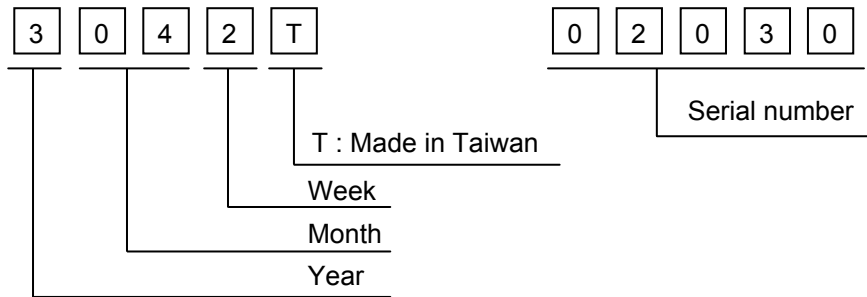 3 0 4 2 T 0 2 0 3 0
Serial number
T : Made in Taiwan
Week
Month
Year